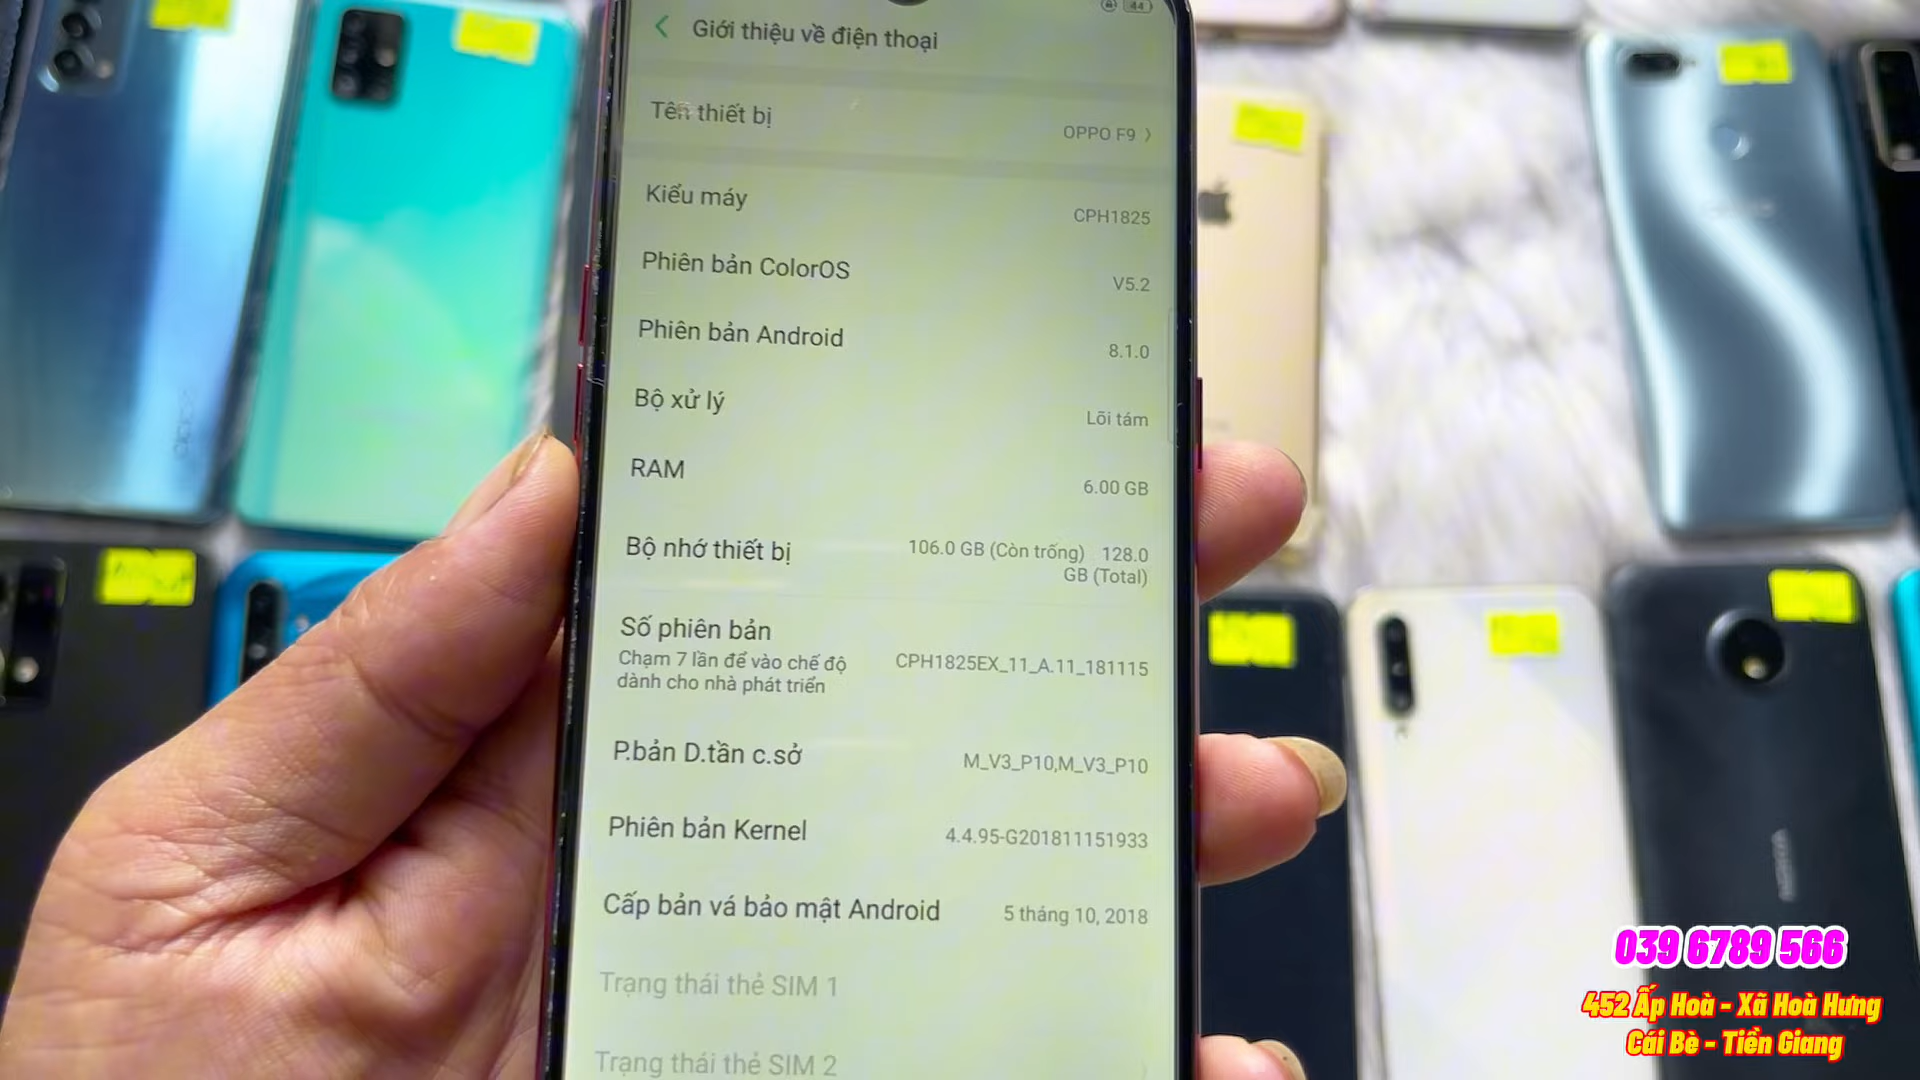 44
Giới thiệu về điện thoại
Tên thiết bị
OPPO F9
Kiểu máy
CPH1825
Phiên bản ColorOS
V5.2
Phiên bản Android
8.1.0
Bộ xử lý
Lõi tám
RAM
6.00 GB
Bộ nhớ thiết bị
106.0 GB (Còn trống) 128.0
GB (Total)
Số phiên bản
Chạm 7 lần để vào chế độ
dành cho nhà phát triển
CPH1825EX_11_A.11_181115
P.bản D.tần c.sở
M_V3_P10,M_V3_P10
Phiên bản Kernel
4.4.95-G201811151933
Cấp bản vá bảo mật Android
5 tháng 10, 2018
Trạng thái thẻ SIM 1
Trạng thái thẻ SIM 2
039 6789 566
452 Ấp Hoà - Xã Hoà Hưng
Cái Bè - Tiền Giang